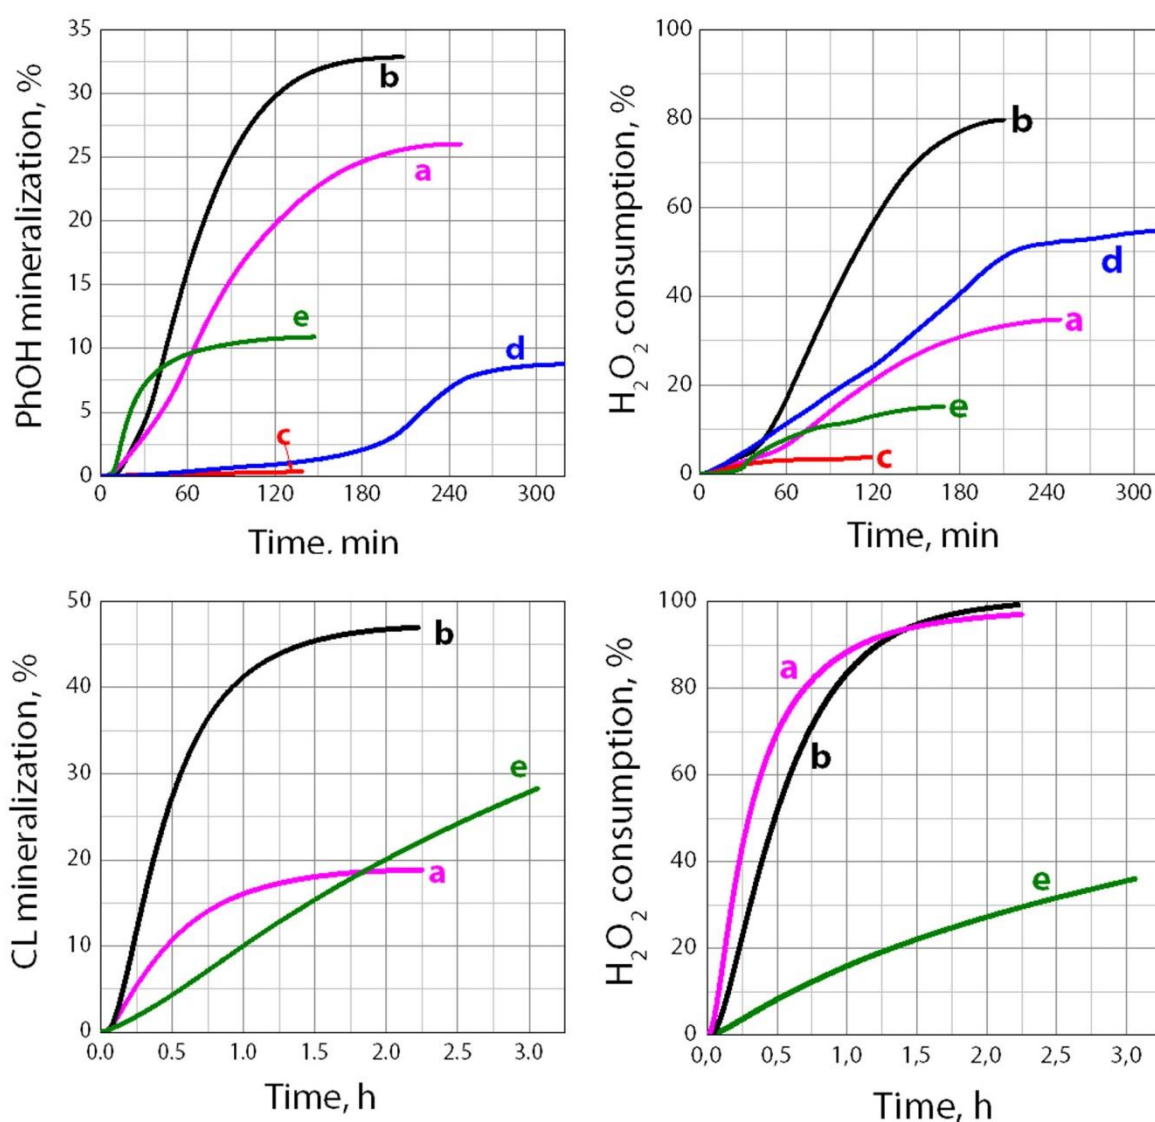 PhOH mineralization, %
35
30
25
20
15
10
5
0
b
a
e
d
c
0 60 120 180 240 300
Time, min
H₂O₂ consumption, %
100
80
60
40
20
0
b
d
a
e
c
0 60 120 180 240 300
Time, min
CL mineralization, %
50
40
30
20
10
0
b
e
a
0.0 0.5 1.0 1.5 2.0 2.5 3.0
Time, h
H₂O₂ consumption, %
100
80
60
40
20
0
a
b
e
0,0 0,5 1,0 1,5 2,0 2,5 3,0
Time, h